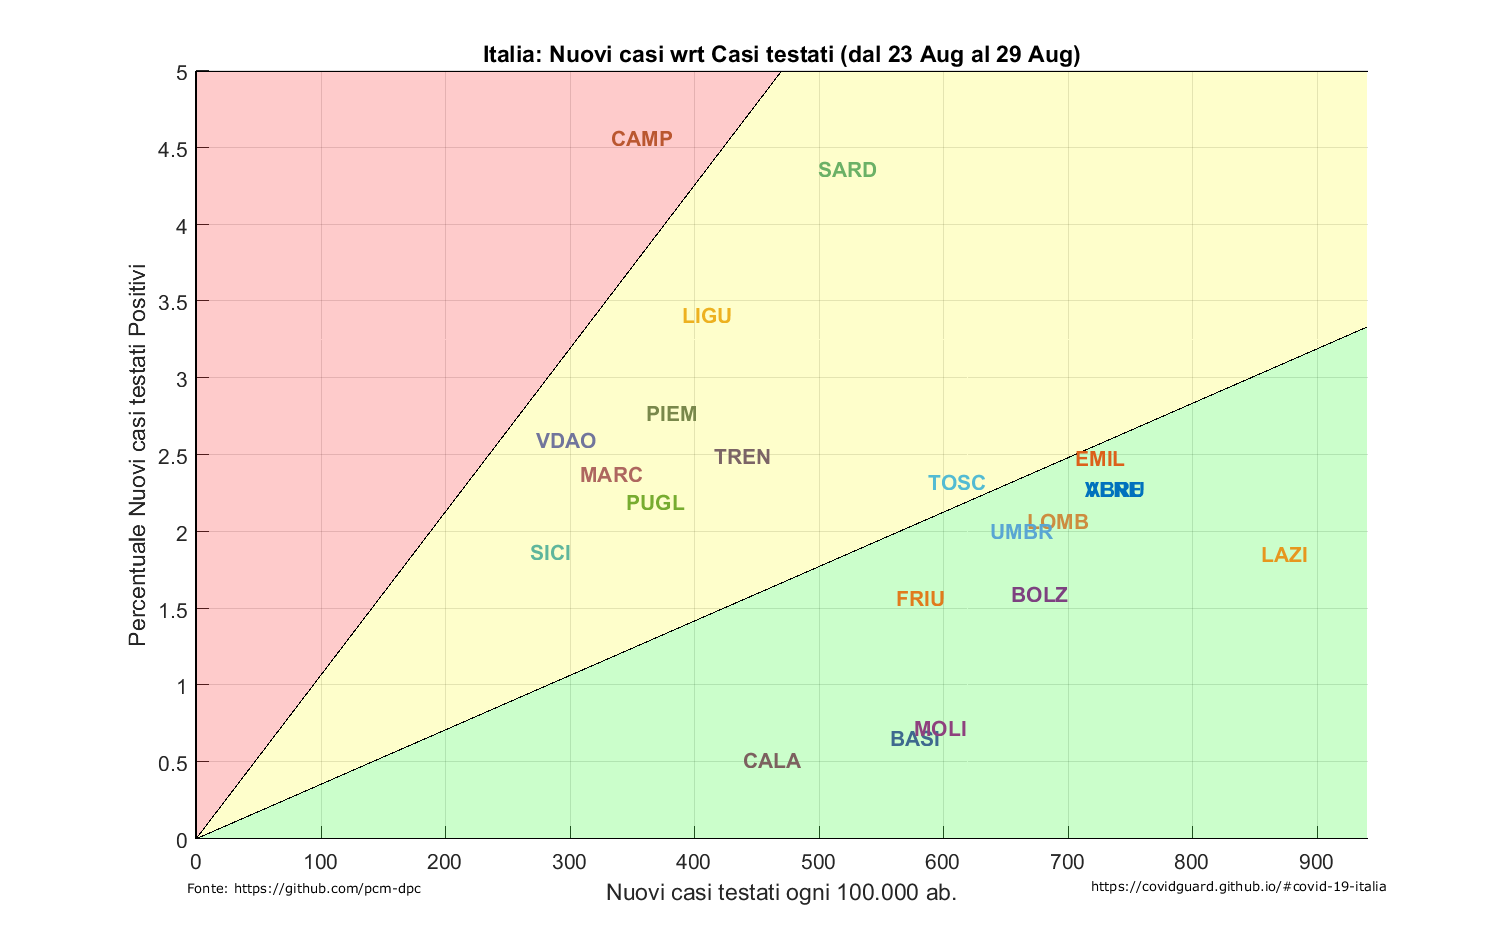 Italia: Nuovi casi wrt Casi testati (dal 23 Aug al 29 Aug)
5
4.5
4
3.5
3
2.5
2
1.5
1
0.5
0
Percentuale Nuovi casi testati Positivi
CAMP
SARD
LIGU
PIEM
VDAO
TREN
MARC
EMIL
TOSC
PUGL
LOMB
UMBR
SICI
LAZI
FRIU
BOLZ
MOLI
BASI
CALA
0 100 200 300 400 500 600 700 800 900
Nuovi casi testati ogni 100.000 ab.
Fonte: https://github.com/pcm-dpc
https://covidguard.github.io/#covid-19-italia